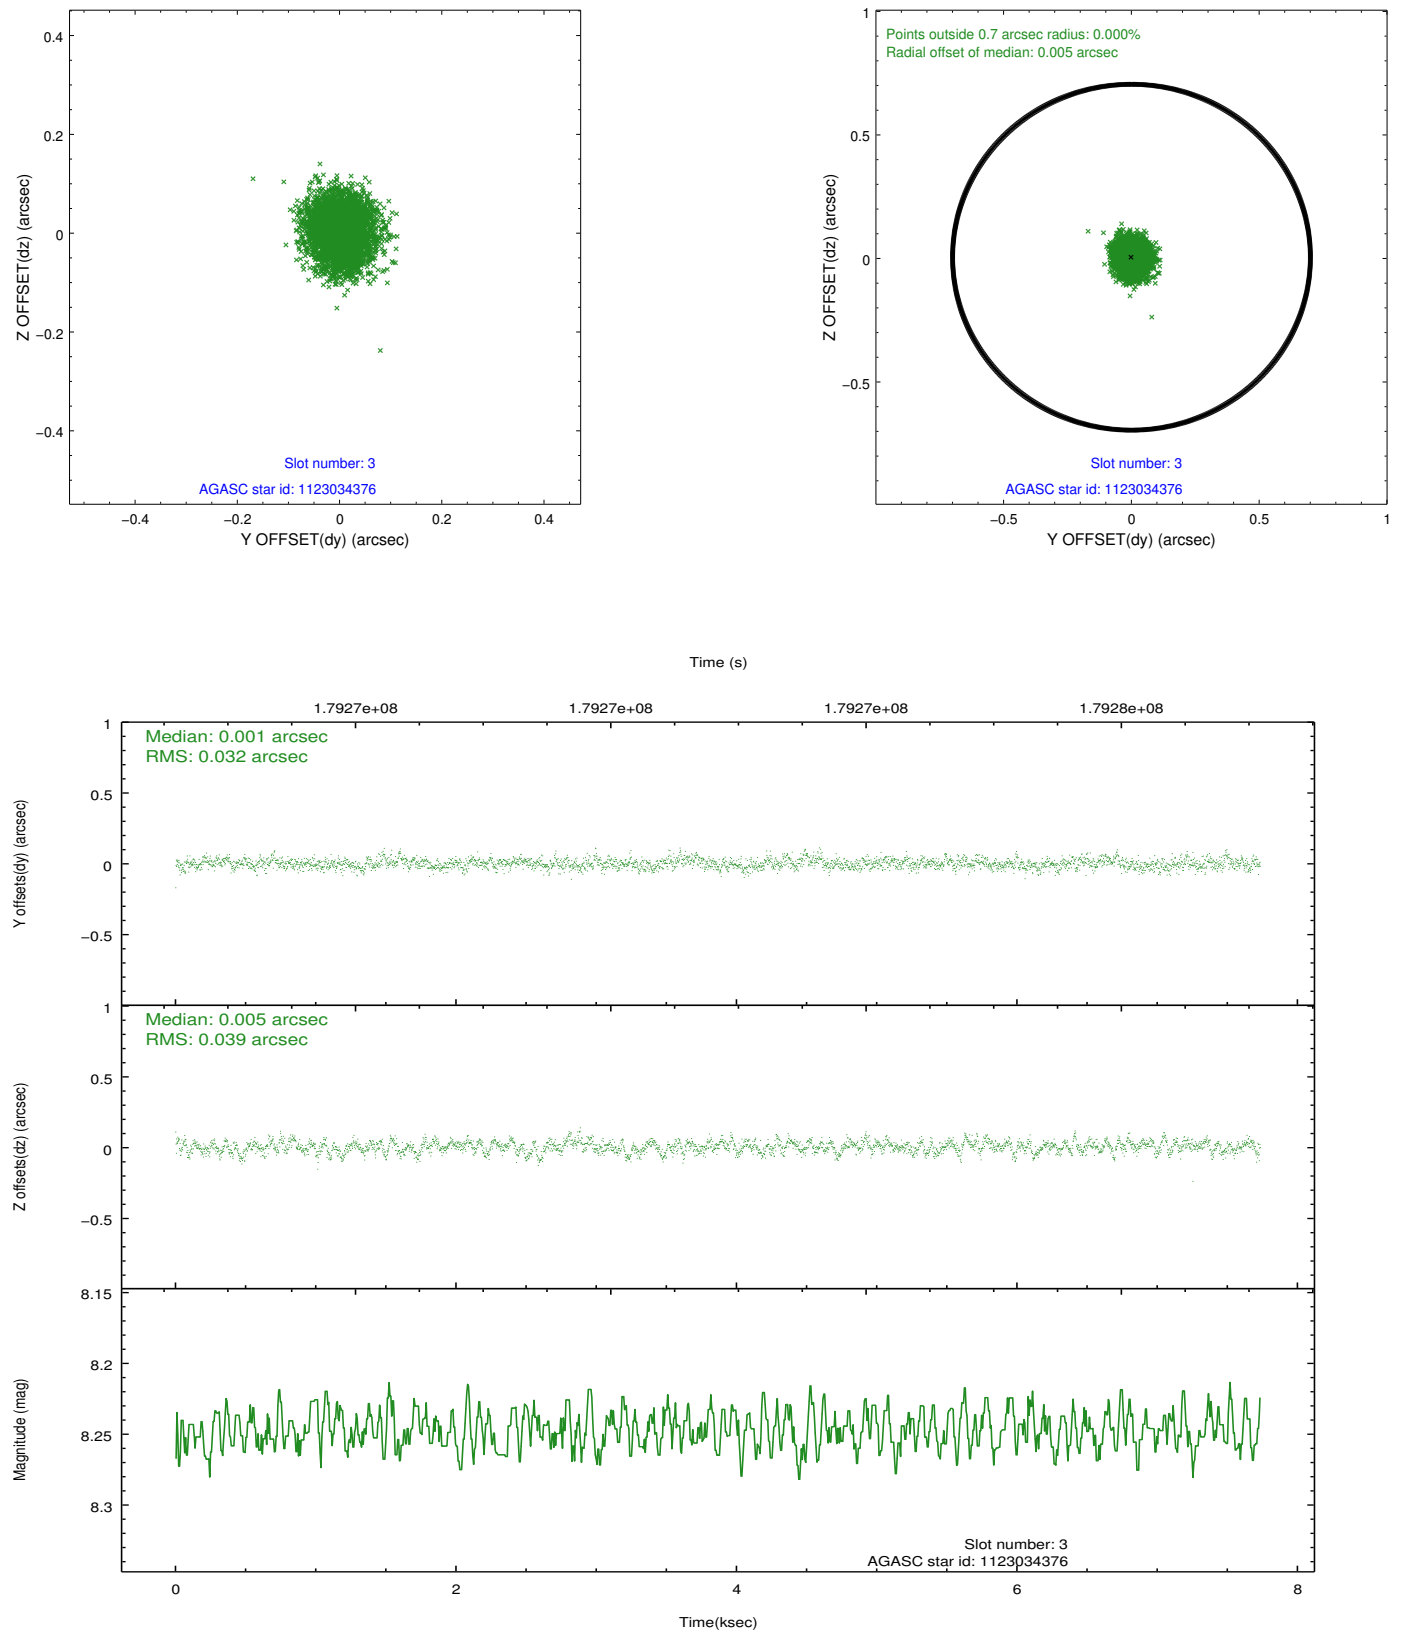 0.4
0.2
0
−0.2
−0.4
Z OFFSET(dz) (arcsec)
Slot number: 3
AGASC star id: 1123034376
−0.4
−0.2
0
0.2
0.4
Y OFFSET(dy) (arcsec)
Points outside 0.7 arcsec radius: 0.000%
Radial offset of median: 0.005 arcsec
1
0.5
0
−0.5
Z OFFSET(dz) (arcsec)
Slot number: 3
AGASC star id: 1123034376
−0.5
0
0.5
1
Y OFFSET(dy) (arcsec)
Time (s)
1.7927e+08
1.7927e+08
1.7927e+08
1.7928e+08
Median: 0.001 arcsec
RMS: 0.032 arcsec
1
0.5
0
−0.5
Y offsets(dy) (arcsec)
Median: 0.005 arcsec
RMS: 0.039 arcsec
1
0.5
0
−0.5
Z offsets(dz) (arcsec)
8.15
8.2
8.25
8.3
Magnitude (mag)
Slot number: 3
AGASC star id: 1123034376
0
2
4
6
8
Time(ksec)